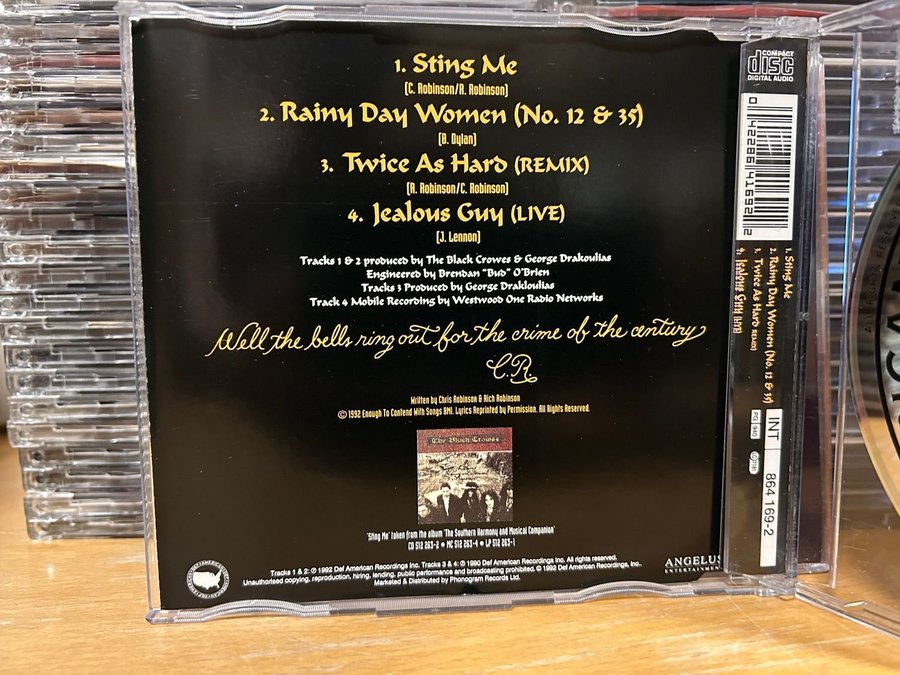 1. Sting Me
[C. Robinson/R. Robinson]
2. Rainy Day Women (No. 12 & 35)
[B. Dylan]
3. Twice As Hard (REMIX)
[R. Robinson/C. Robinson]
4. Jealous Guy (LIVE)
[J. Lennon]
Tracks 1 & 2 produced by The Black Crowes & George Drakoulias
Engineered by Brendan "Bud" O'Brien
Tracks 3 Produced by George Drakloulias
Track 4 Mobile Recording by Westwood One Radio Networks
Well the bells ring out for the crime of the century
C.R.
Written by Chris Robinson & Rich Robinson
© 1992 Enough To Contend With Songs BMI. Lyrics Reprinted by Permission. All Rights Reserved.
The Black Crowes
'Sting Me' taken from the album 'The Southern Harmony and Musical Companion'
CD 512 263-2 • MC 512 263-4 • LP 512 263-1
Tracks 1 & 2: ℗ 1992 Def American Recordings Inc. Tracks 3 & 4: ℗ 1990 Def American Recordings Inc. All rights reserved.
Unauthorised copying, reproduction, hiring, lending, public performance and broadcasting prohibited. © 1992 Def American Recordings, Inc.,
Marketed & Distributed by Phonogram Records Ltd.
ANGELUS
ENTERTAINMENT
COMPACT
disc
DIGITAL AUDIO
0 42286 41692 2
1. Sting Me
2. Rainy Day Women (No. 12 & 35)
3. Twice As Hard REMIX)
4. Jealous Guy LIVE)
INT
864 169-2